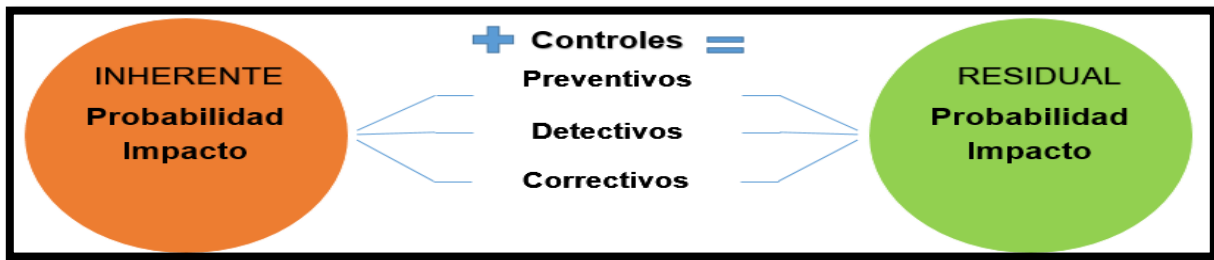 INHERENTE
Probabilidad
Impacto
+ Controles =
Preventivos
Detectivos
Correctivos
RESIDUAL
Probabilidad
Impacto